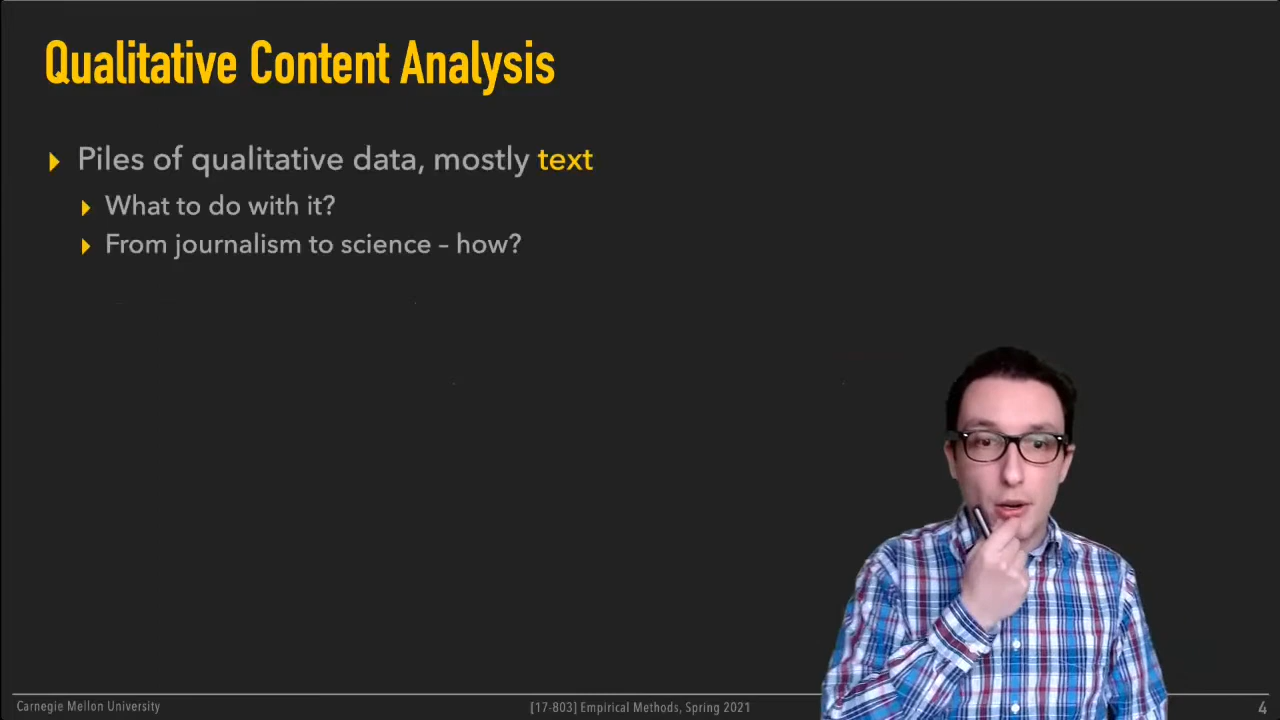 Qualitative Content Analysis
Piles of qualitative data, mostly text
What to do with it?
From journalism to science – how?
Carnegie Mellon University
[17-803] Empirical Methods, Spring 2021
4